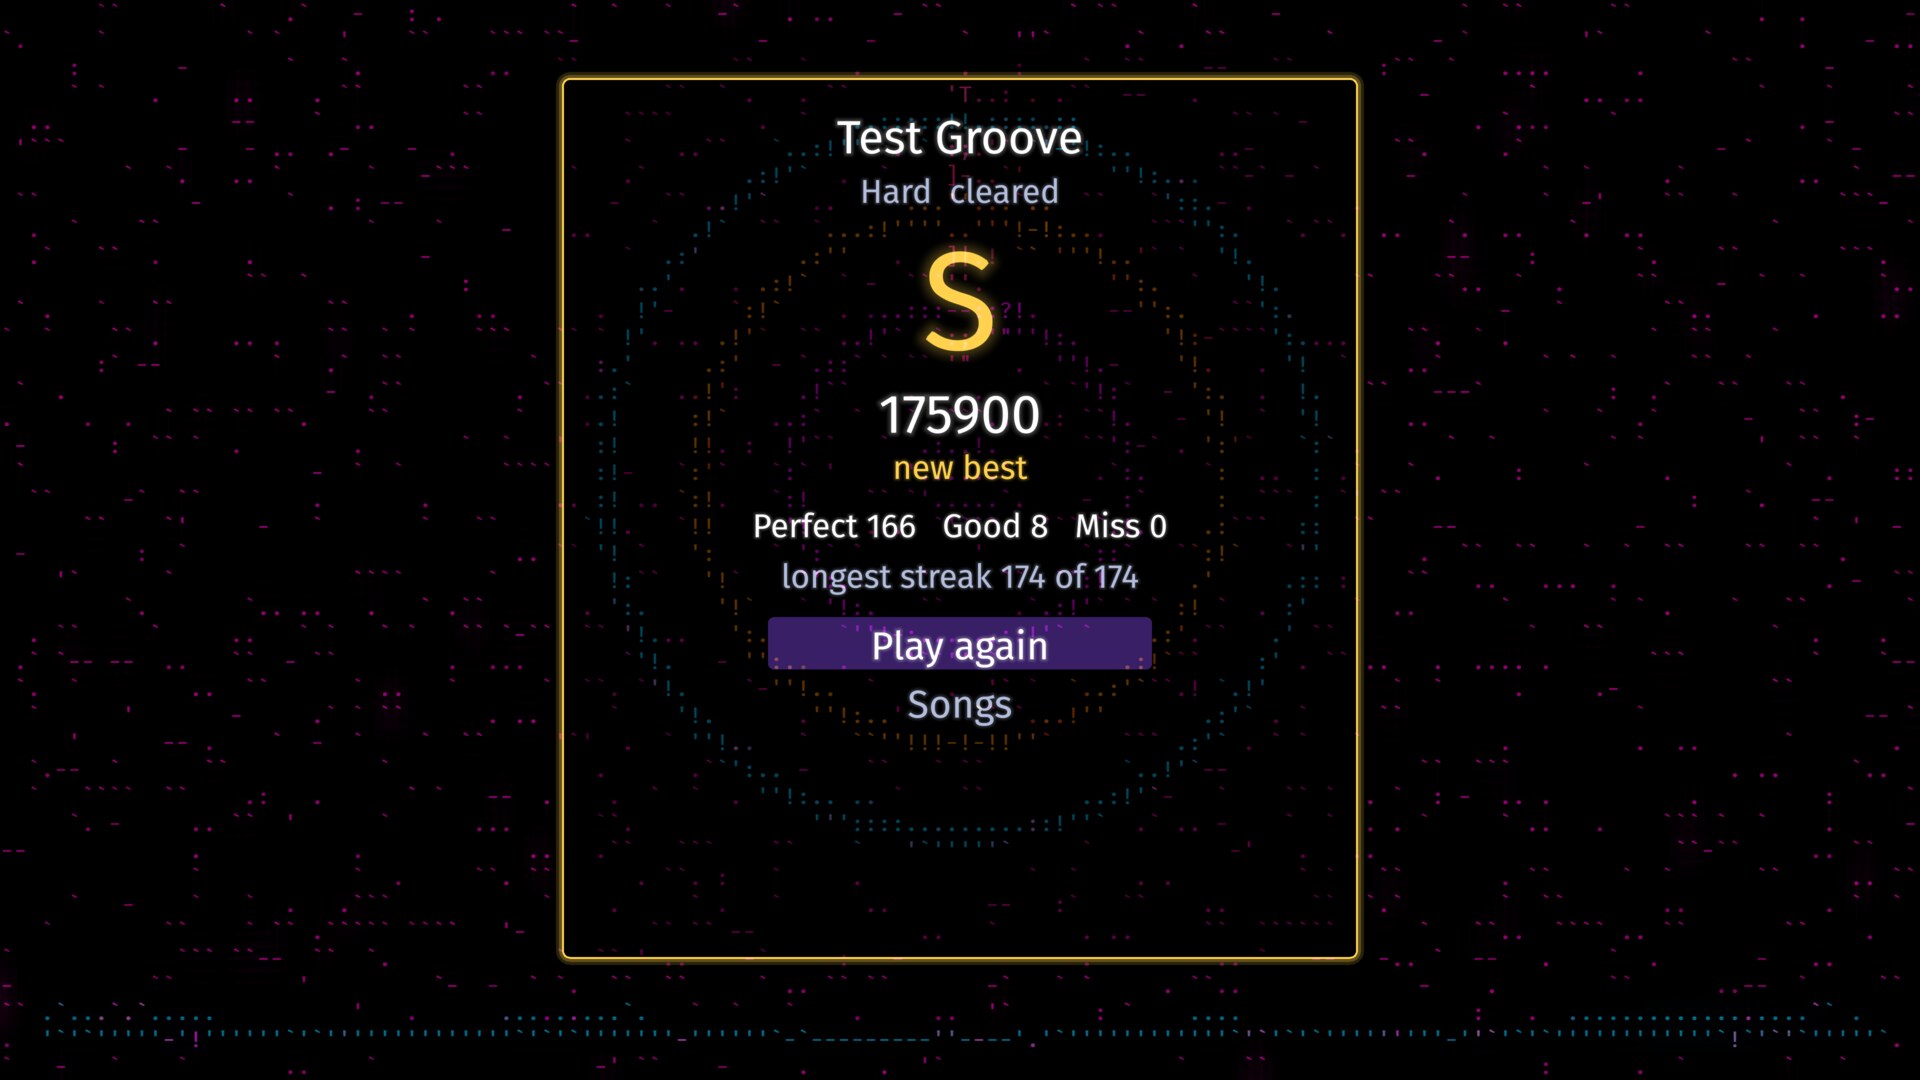 Test Groove
Hard cleared
S
175900
new best
Perfect 166 Good 8 Miss 0
longest streak 174 of 174
Play again
Songs